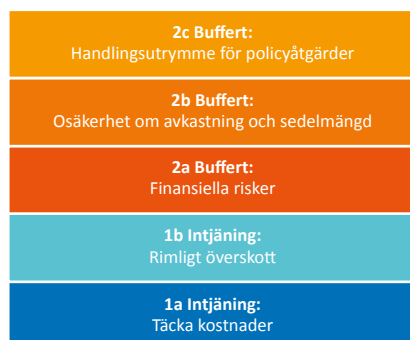 2c Buffert:
Handlingsutrymme för policyåtgärder
2b Buffert:
Osäkerhet om avkastning och sedelmängd
2a Buffert:
Finansiella risker
1b Intjäning:
Rimligt överskott
1a Intjäning:
Täcka kostnader